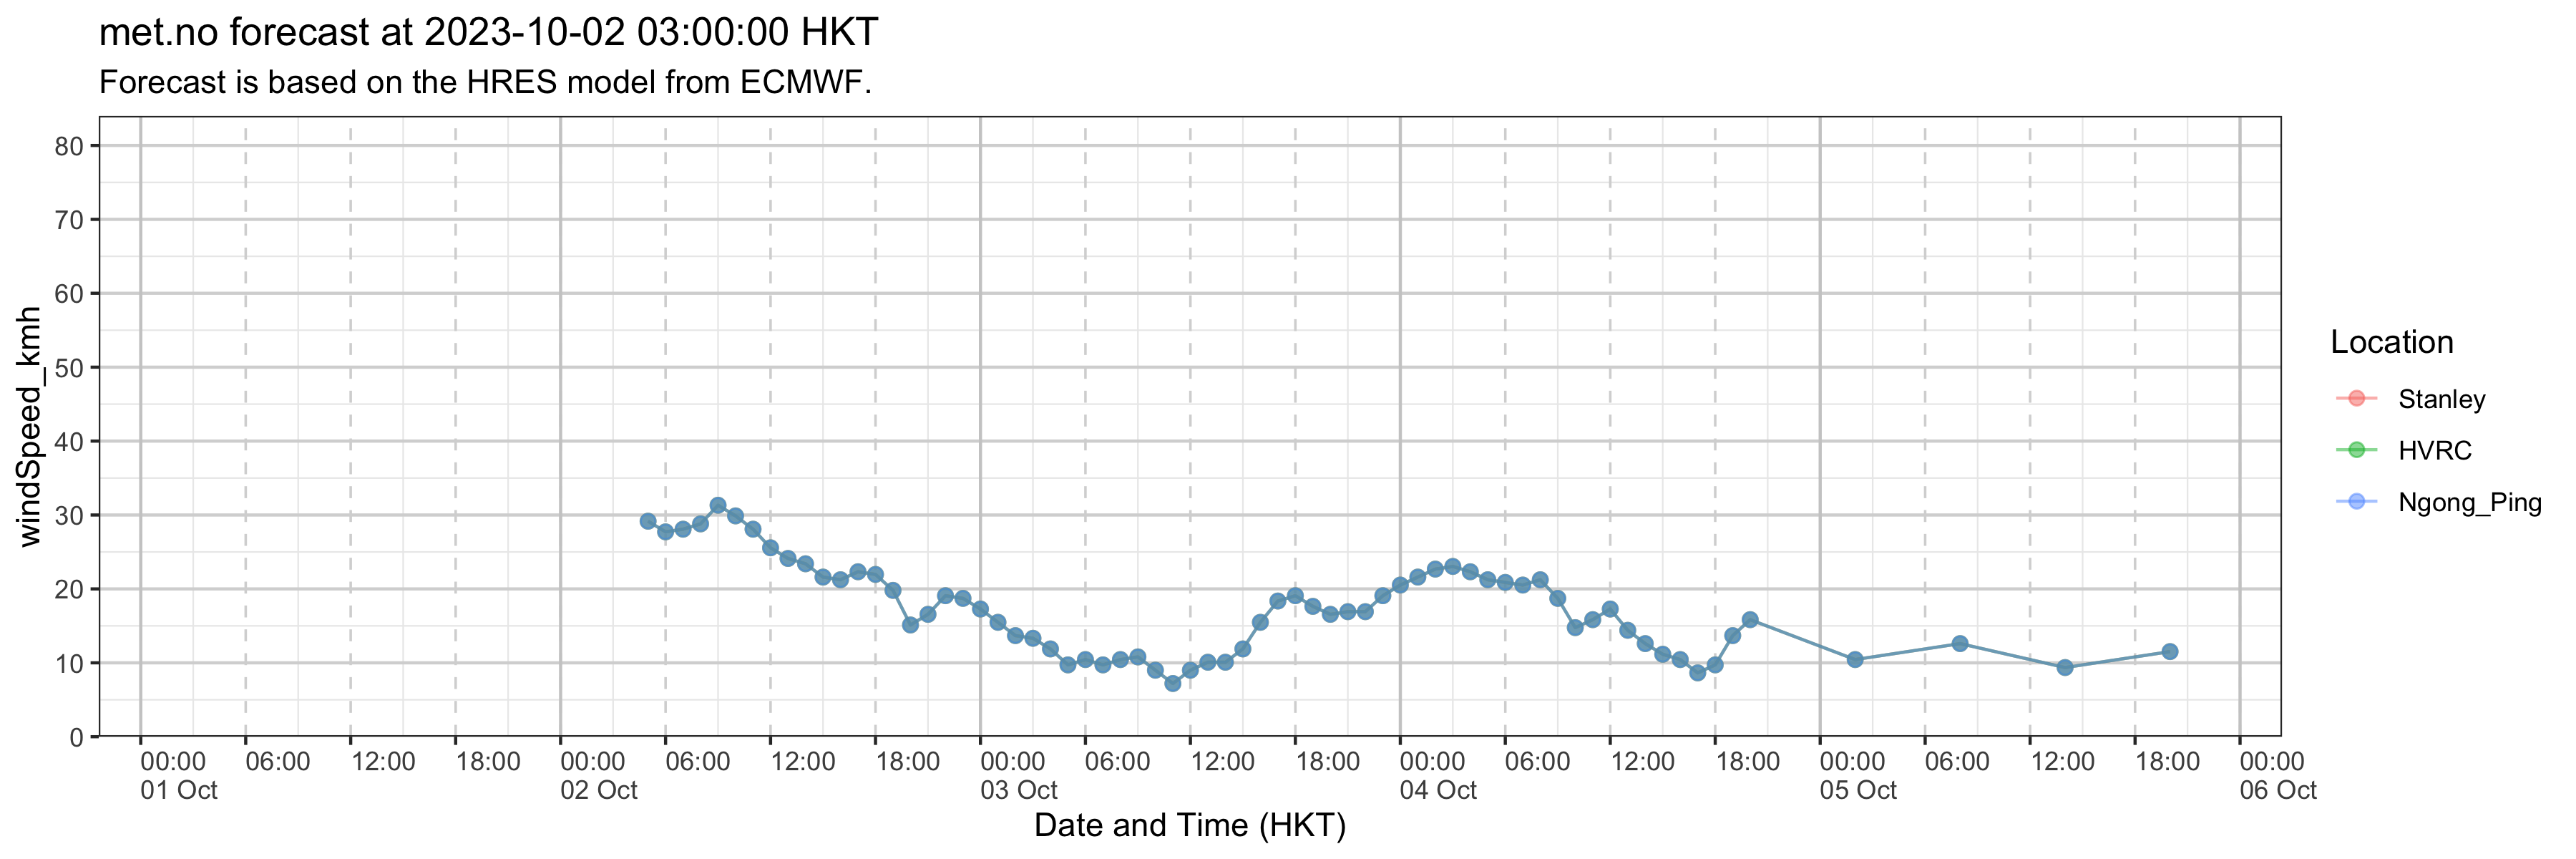 met.no forecast at 2023-10-02 03:00:00 HKT
Forecast is based on the HRES model from ECMWF.
windSpeed_kmh
80
70
60
50
40
30
20
10
0
00:00 06:00 12:00 18:00 00:00 06:00 12:00 18:00 00:00 06:00 12:00 18:00 00:00 06:00 12:00 18:00 00:00 06:00 12:00 18:00 00:00
01 Oct 02 Oct 03 Oct 04 Oct 05 Oct 06 Oct
Date and Time (HKT)
Location
Stanley
HVRC
Ngong_Ping